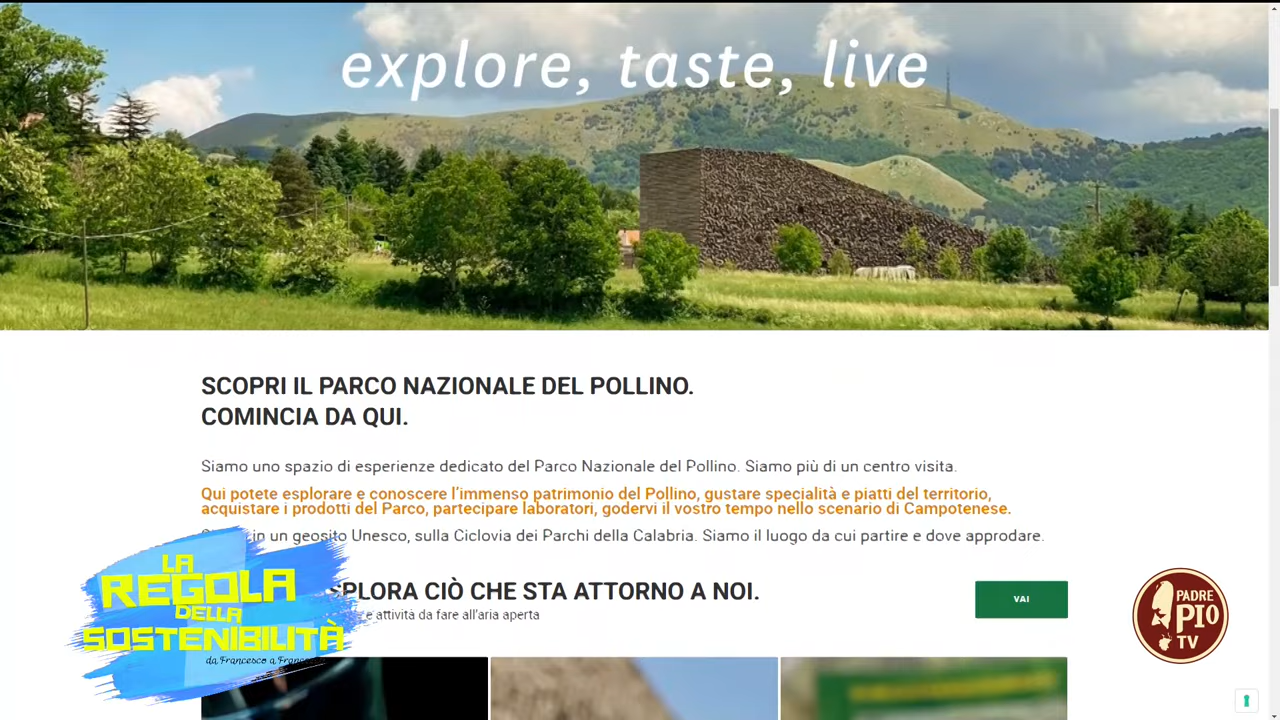 explore, taste, live
SCOPRI IL PARCO NAZIONALE DEL POLLINO.
COMINCIA DA QUI.
Siamo uno spazio di esperienze dedicato del Parco Nazionale del Pollino. Siamo più di un centro visita.
Qui potete esplorare e conoscere l'immenso patrimonio del Pollino, gustare specialità e piatti del territorio,
acquistare i prodotti del Parco, partecipare laboratori, godervi il vostro tempo nello scenario di Campotenese.
in un geosito Unesco, sulla Ciclovia dei Parchi della Calabria. Siamo il luogo da cui partire e dove approdare.
PLORA CIÒ CHE STA ATTORNO A NOI.
VAI
e attività da fare all'aria aperta
LA
REGOLA
DELLA
SOSTENIBILITÀ
da Francesco a Francesco
PADRE
PIO
TV